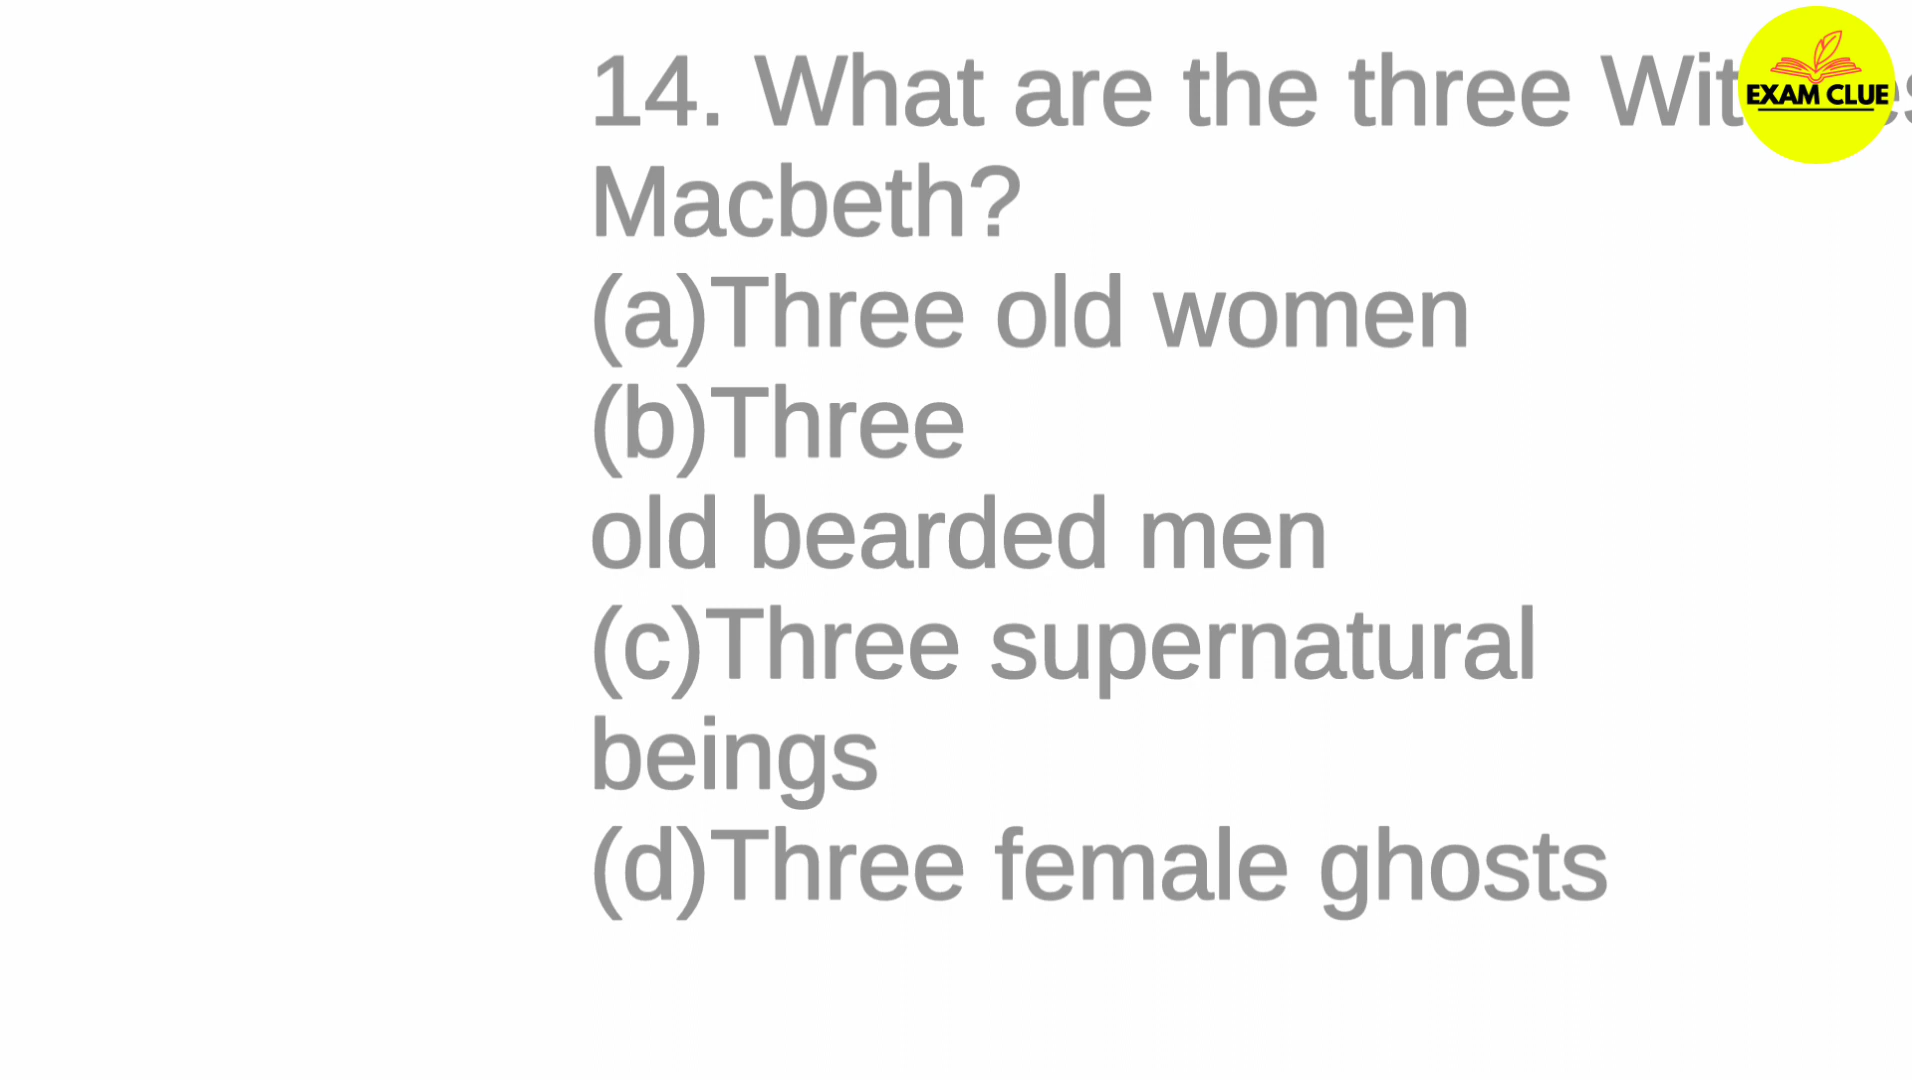 14. What are the three
Macbeth?
(a)Three old women
(b)Three
old bearded men
(c)Three supernatural
beings
(d)Three female ghosts
EXAM CLUE